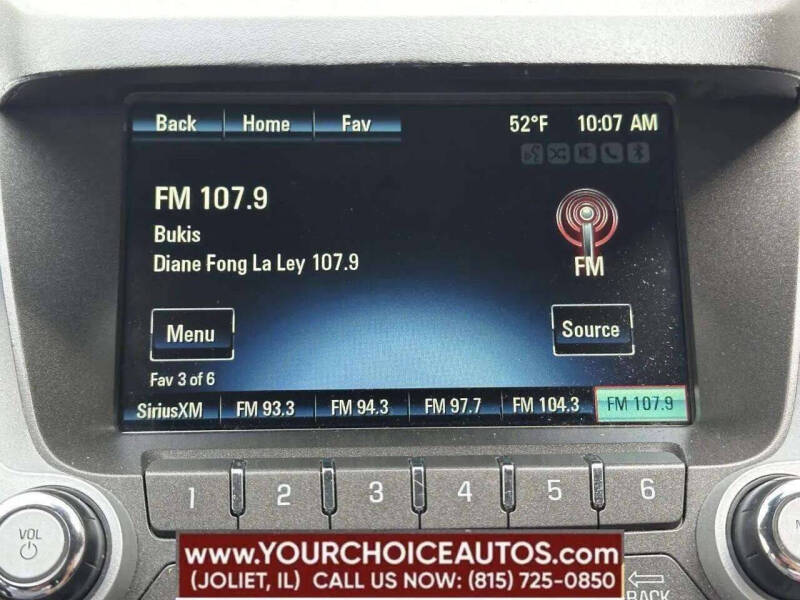 Back Home Fav 52°F 10:07 AM
FM 107.9
Bukis
Diane Fong La Ley 107.9
FM
Menu
Source
Fav 3 of 6
SiriusXM FM 93.3 FM 94.3 FM 97.7 FM 104.3 FM 107.9
1 2 3 4 5 6
VOL
www.YOURCHOICEAUTOS.com
(JOLIET, IL) CALL US NOW: (815) 725-0850
BACK